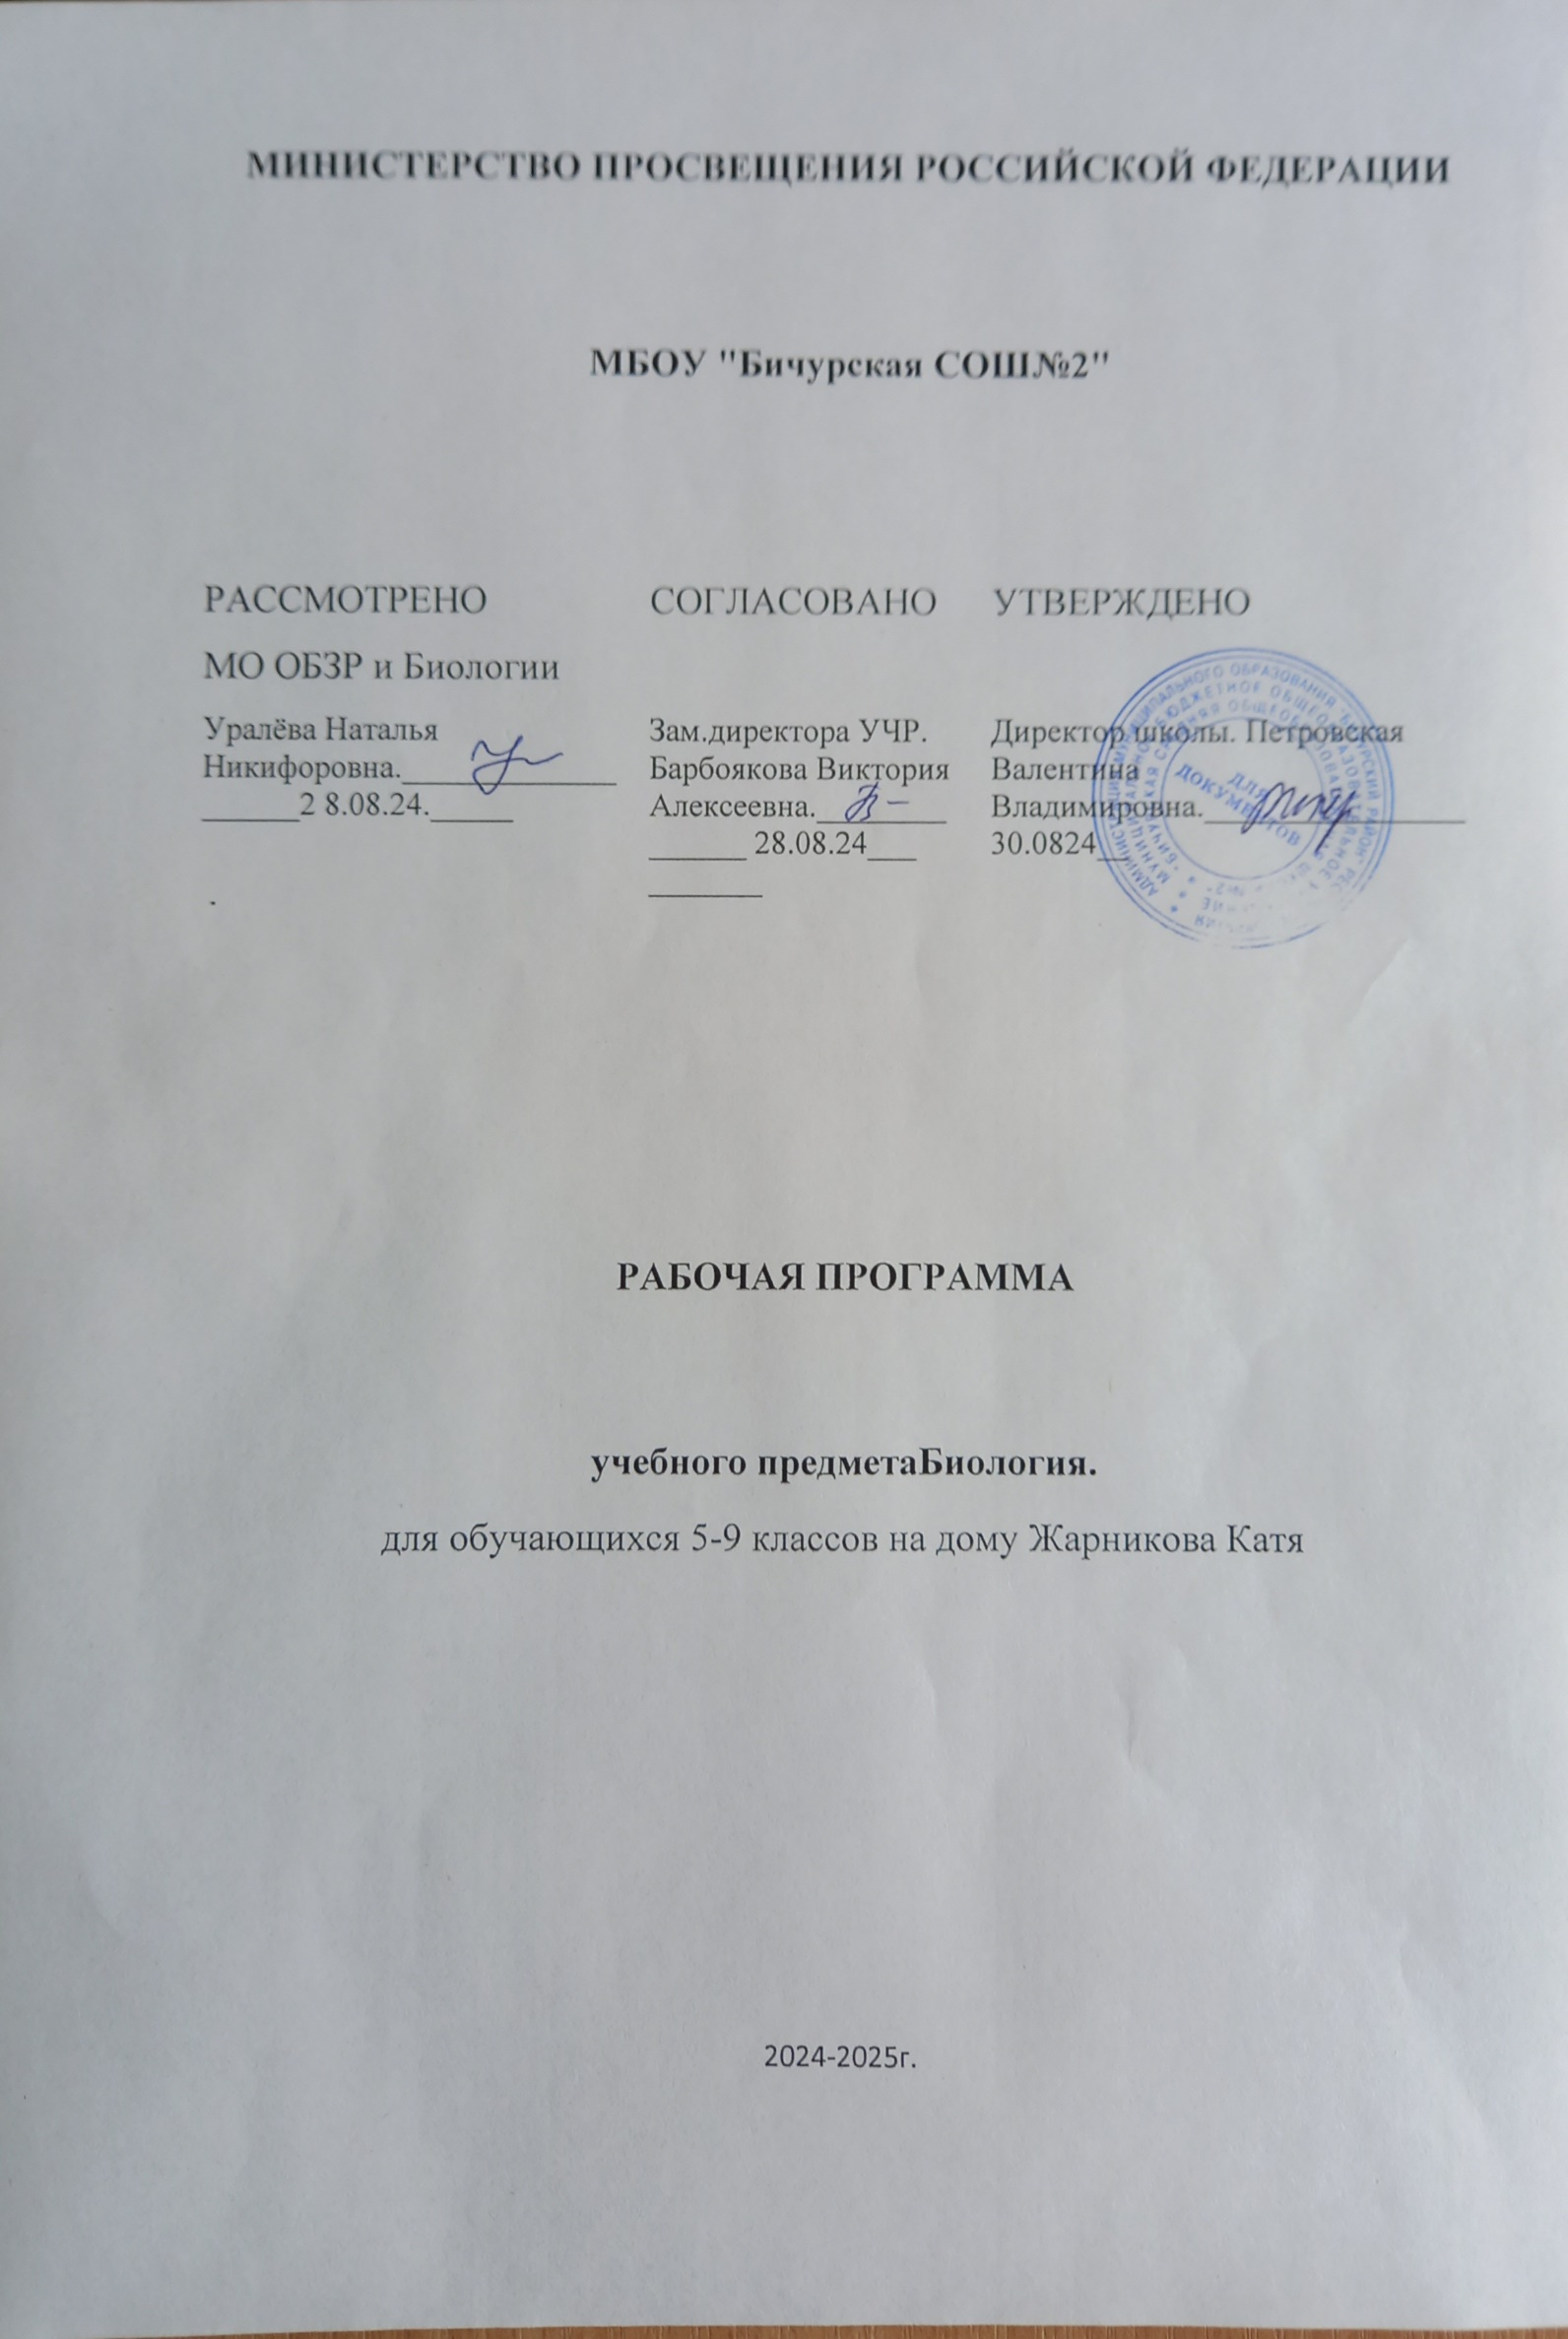 МИНИСТЕРСТВО ПРОСВЕЩЕНИЯ РОССИЙСКОЙ ФЕДЕРАЦИИ
МБОУ "Бичурская СОШ№2"
РАССМОТРЕНО
МО ОБЗР и Биологии
Уралёва Наталья
Никифоровна.
2 8.08.24.
СОГЛАСОВАНО
Зам.директора УЧР.
Барбоякова Виктория
Алексеевна.
28.08.24
УТВЕРЖДЕНО
Директор школы. Петровская
Валентина
Владимировна.
30.0824
ДЛЯ
ДОКУМЕНТОВ
РАБОЧАЯ ПРОГРАММА
учебного предметаБиология.
для обучающихся 5-9 классов на дому Жарникова Катя
2024-2025г.